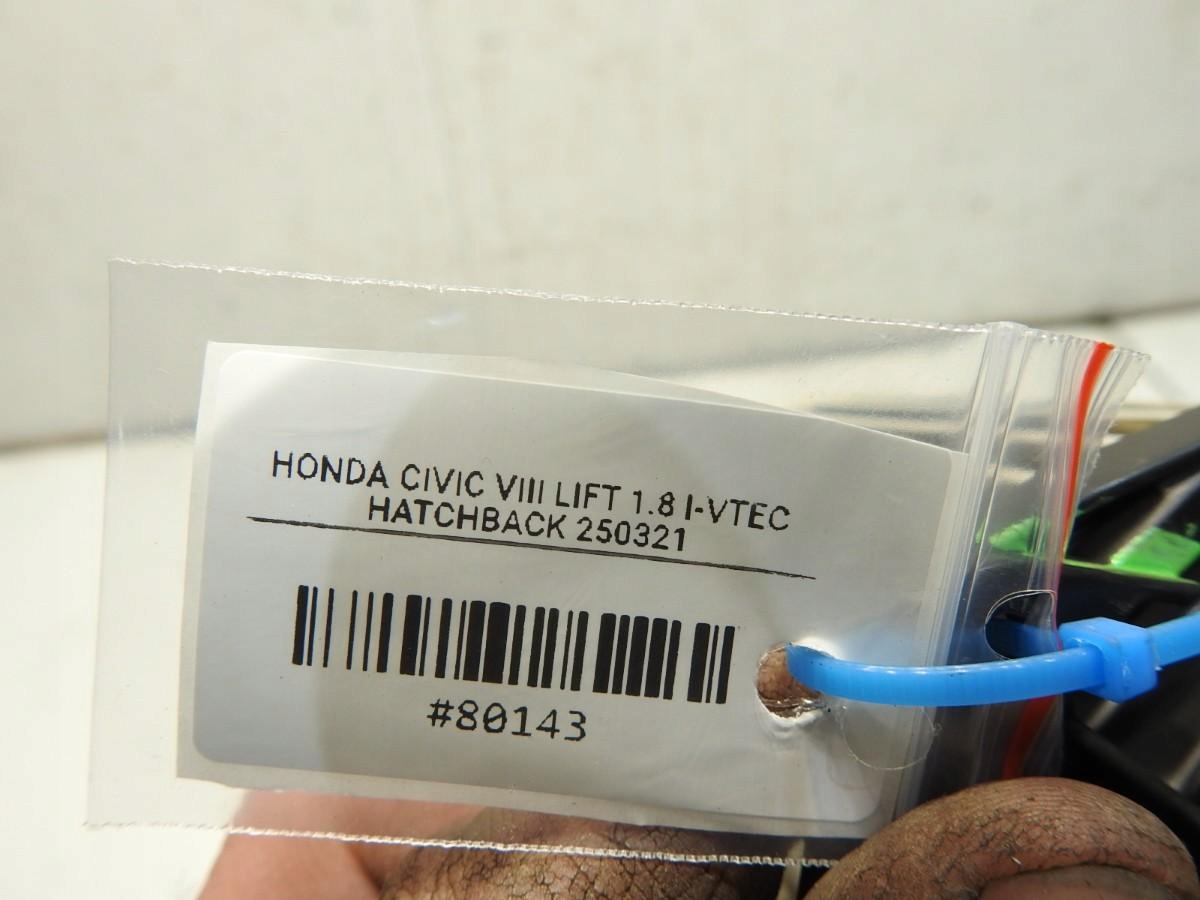 HONDA CIVIC VIII LIFT 1.8 I-VTEC
HATCHBACK 250321
#80143